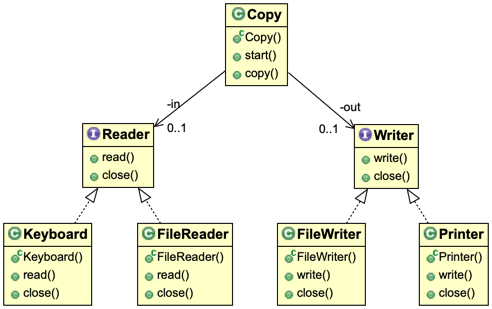 C Copy
C Copy()
start()
copy()
-in
-out
0..1
0..1
I Reader
read()
close()
I Writer
write()
close()
C Keyboard
C Keyboard()
read()
close()
C FileReader
C FileReader()
read()
close()
C FileWriter
C FileWriter()
write()
close()
C Printer
C Printer()
write()
close()